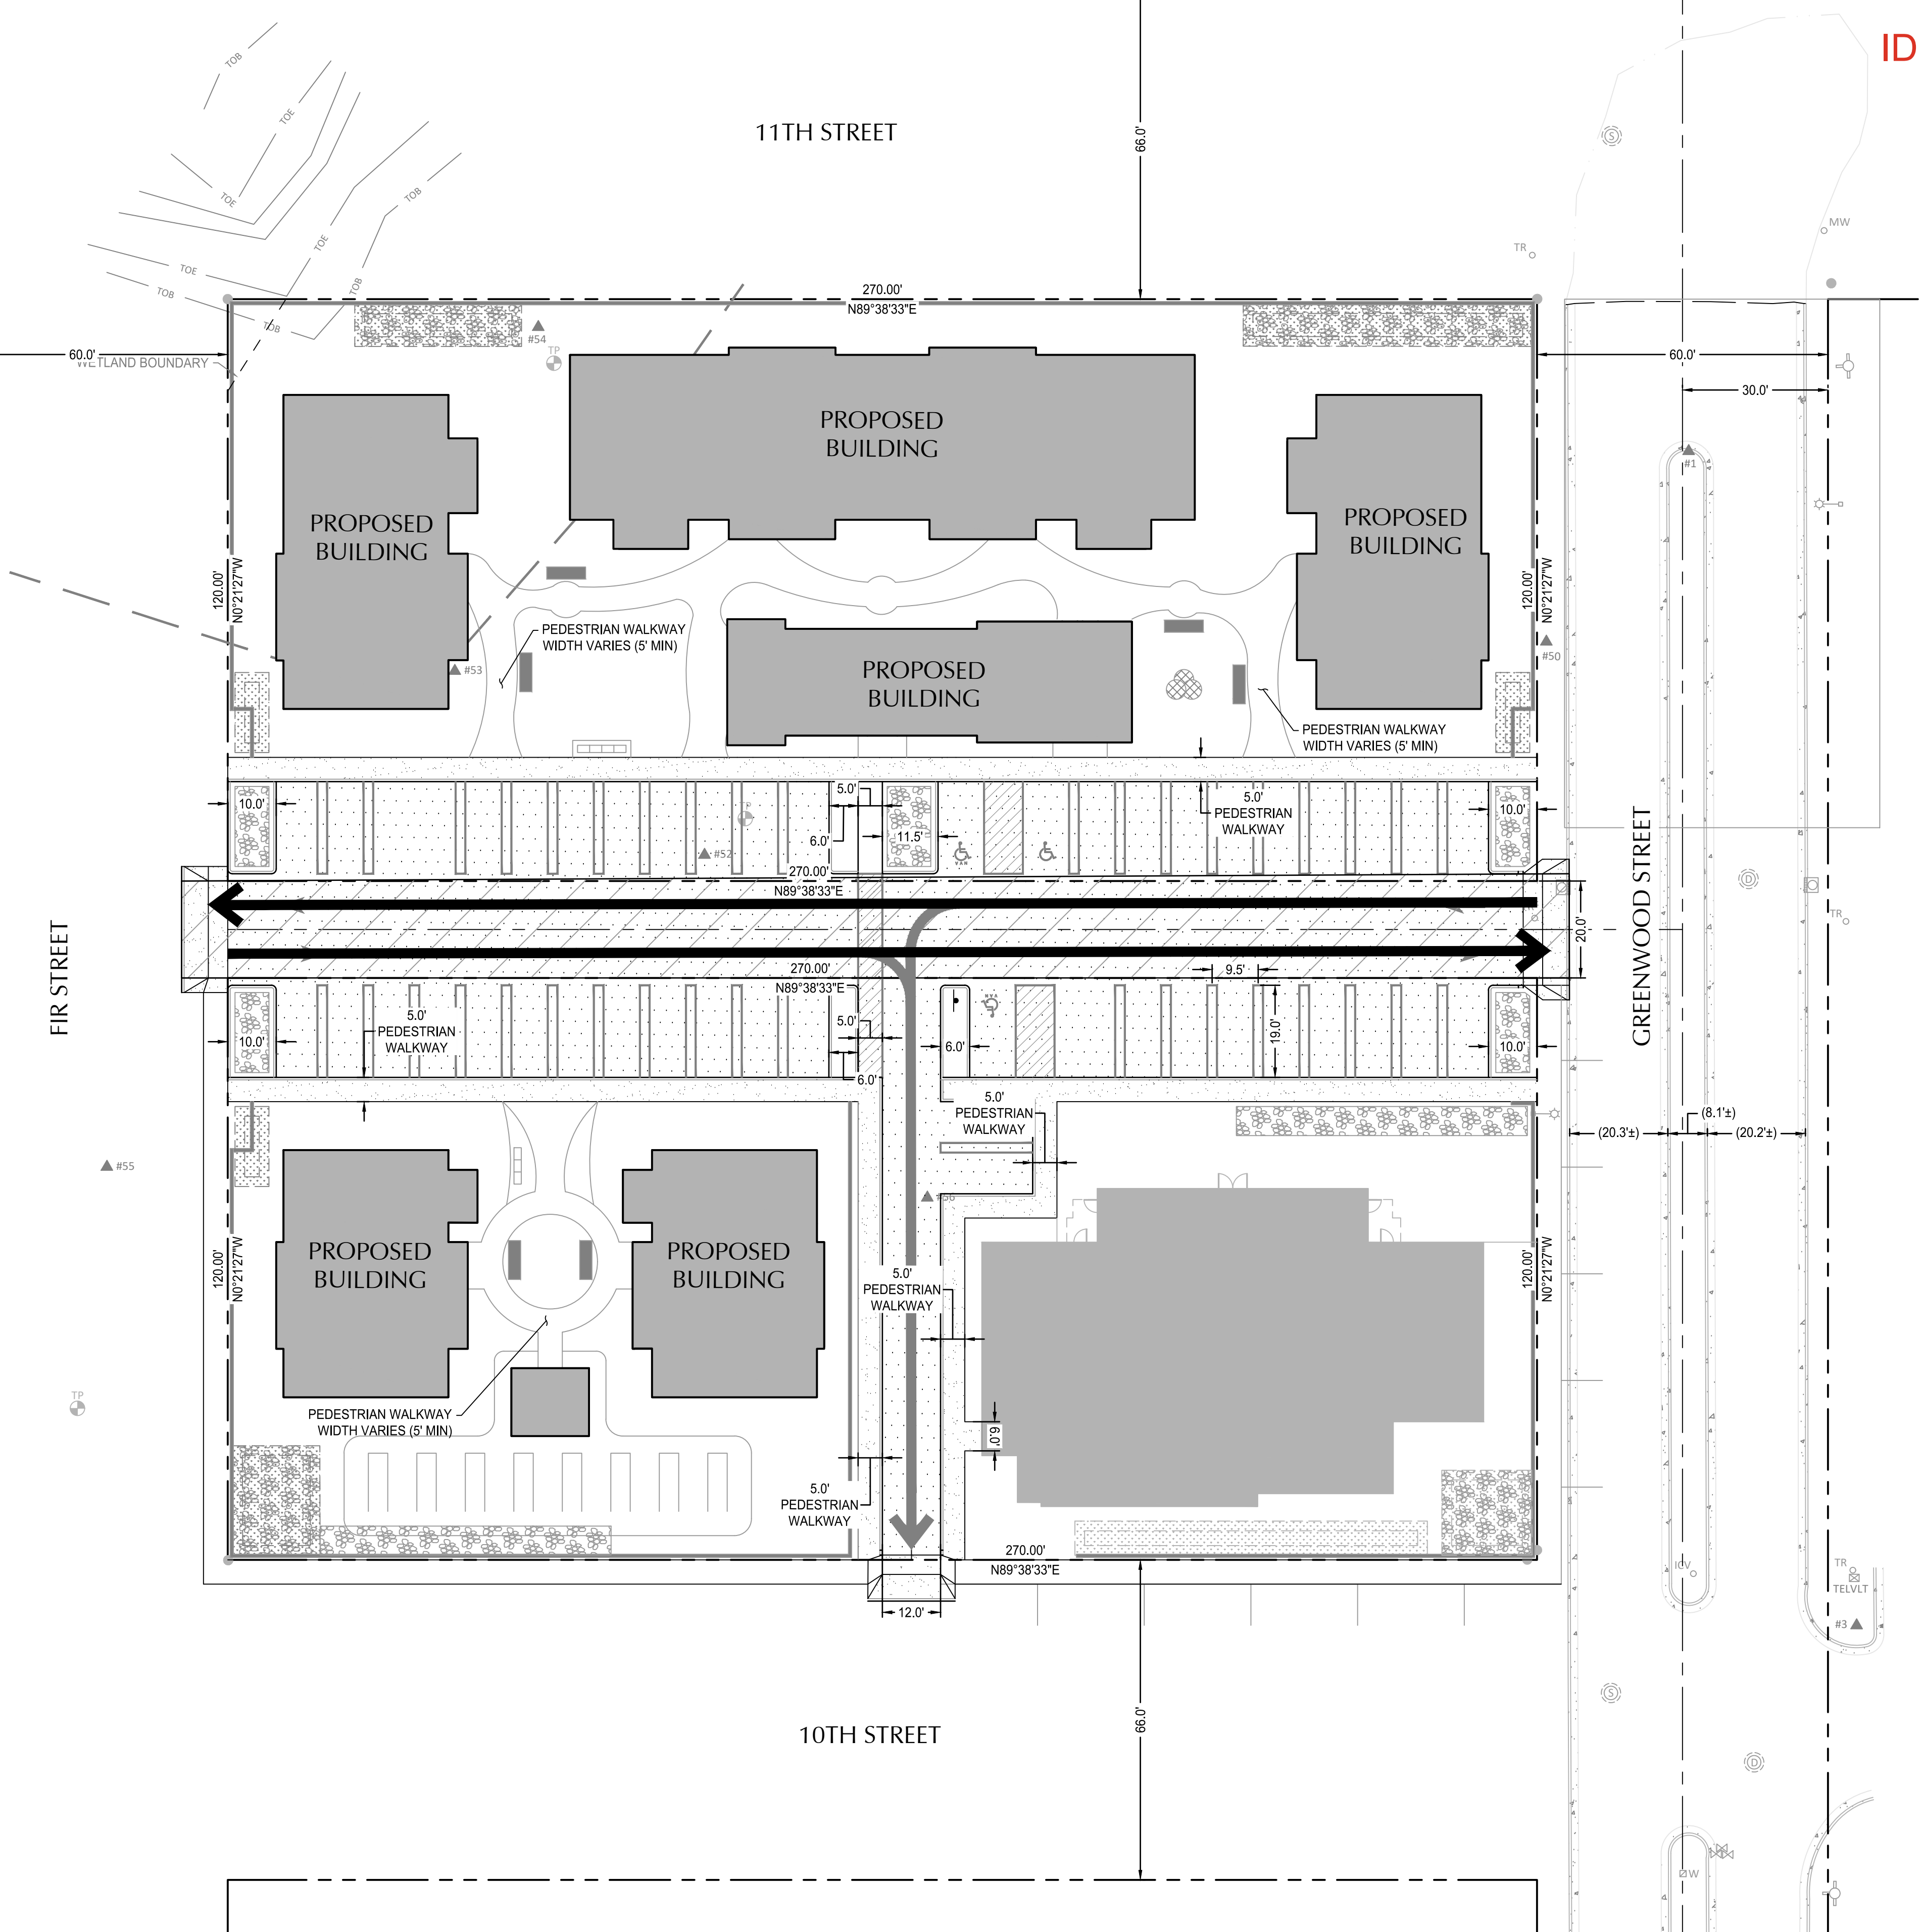 ID
TOB
TOE
11TH STREET
66.0'
S
TOB
TOE
MW
TOE
TR
TOE
TOB
TOB
270.00'
N89°38'33"E
TOB
#54
TP
60.0'
WETLAND BOUNDARY
60.0'
30.0'
PROPOSED
BUILDING
#1
PROPOSED
BUILDING
PROPOSED
BUILDING
120.00'
N0°21'27"W
120.00'
N0°21'27"W
PEDESTRIAN WALKWAY
WIDTH VARIES (5' MIN)
#50
#53
PROPOSED
BUILDING
PEDESTRIAN WALKWAY
WIDTH VARIES (5' MIN)
5.0'
10.0'
5.0'
PEDESTRIAN
WALKWAY
10.0'
TP
6.0'
11.5'
#52
VAN
270.00'
N89°38'33"E
D
TR
FIR STREET
GREENWOOD STREET
20.0'
270.00'
N89°38'33"E
9.5'
VAN
5.0'
PEDESTRIAN
WALKWAY
5.0'
19.0'
10.0'
6.0'
10.0'
6.0'
5.0'
PEDESTRIAN
WALKWAY
(8.1'±)
(20.3'±)
(20.2'±)
#55
#56
PROPOSED
BUILDING
PROPOSED
BUILDING
120.00'
N0°21'27"W
120.00'
N0°21'27"W
5.0'
PEDESTRIAN
WALKWAY
TP
PEDESTRIAN WALKWAY
WIDTH VARIES (5' MIN)
6.0'
5.0'
PEDESTRIAN
WALKWAY
270.00'
N89°38'33"E
ICV
TR
TELVLT
12.0'
#3
S
66.0'
10TH STREET
D
W